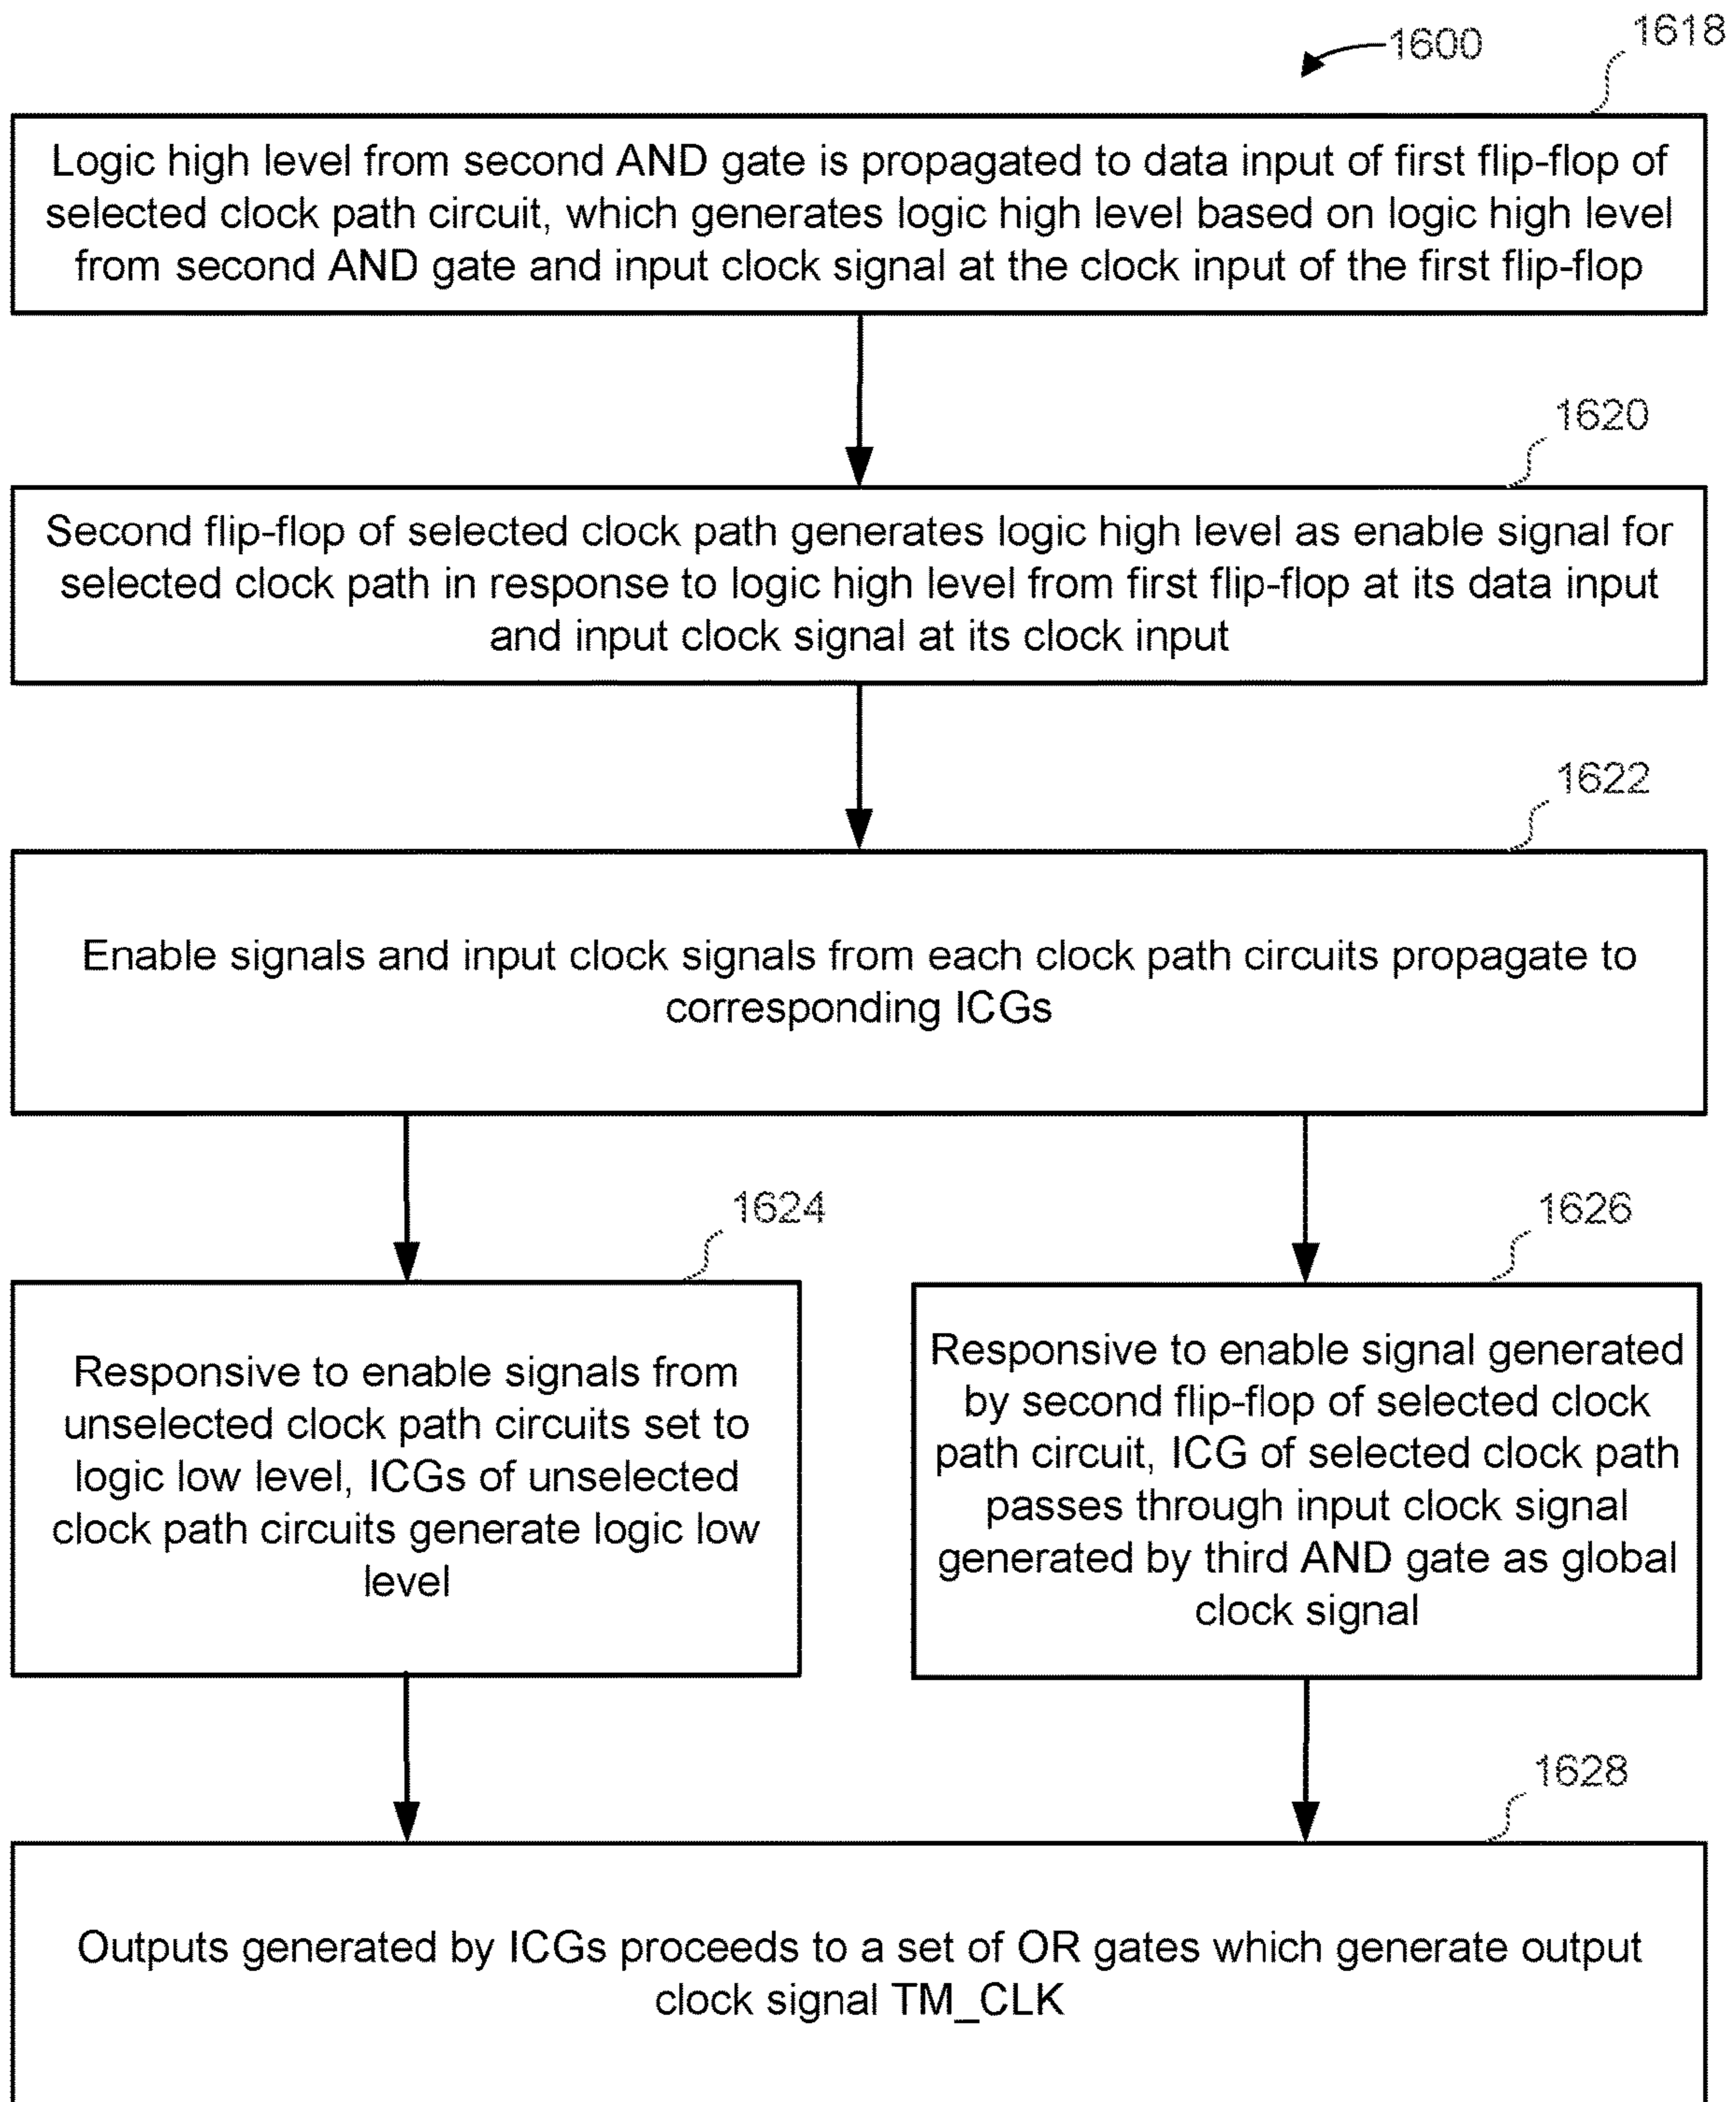 1600
1618
Logic high level from second AND gate is propagated to data input of first flip-flop of
selected clock path circuit, which generates logic high level based on logic high level
from second AND gate and input clock signal at the clock input of the first flip-flop
1620
Second flip-flop of selected clock path generates logic high level as enable signal for
selected clock path in response to logic high level from first flip-flop at its data input
and input clock signal at its clock input
1622
Enable signals and input clock signals from each clock path circuits propagate to
corresponding ICGs
1624
Responsive to enable signals from
unselected clock path circuits set to
logic low level, ICGs of unselected
clock path circuits generate logic low
level
1626
Responsive to enable signal generated
by second flip-flop of selected clock
path circuit, ICG of selected clock path
passes through input clock signal
generated by third AND gate as global
clock signal
1628
Outputs generated by ICGs proceeds to a set of OR gates which generate output
clock signal TM_CLK